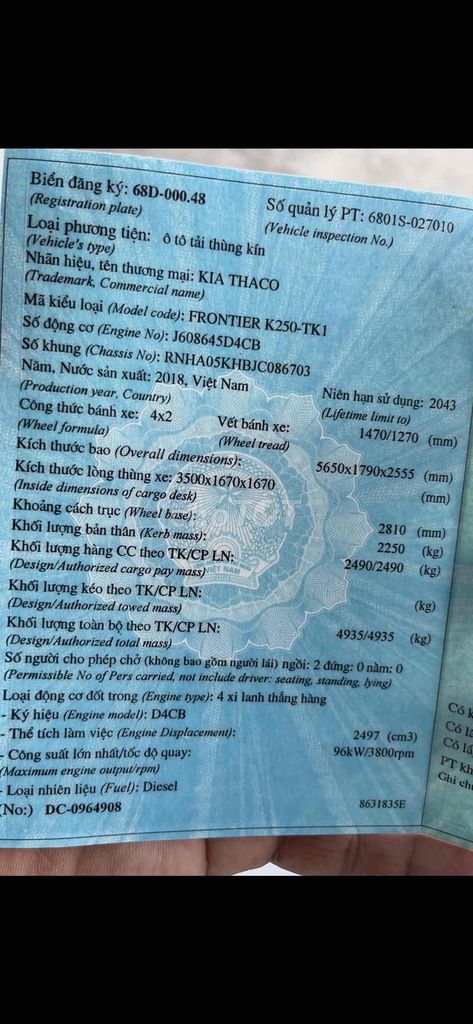 Biển đăng ký: 68D-000.48
(Registration plate)
Số quản lý PT: 6801S-027010
(Vehicle inspection No.)
Loại phương tiện: ô tô tải thùng kín
(Vehicle's type)
Nhãn hiệu, tên thương mại: KIA THACO
(Trademark, Commercial name)
Mã kiểu loại (Model code): FRONTIER K250-TK1
Số động cơ (Engine No): J608645D4CB
Số khung (Chassis No): RNHA05KHBJC086703
Năm, Nước sản xuất: 2018, Việt Nam
(Production year, Country)
Niên hạn sử dụng: 2043
(Lifetime limit to)
Công thức bánh xe: 4x2
(Wheel formula)
Vết bánh xe: 1470/1270 (mm)
(Wheel tread)
Kích thước bao (Overall dimensions): 5650x1790x2555 (mm)
Kích thước lòng thùng xe: 3500x1670x1670 (mm)
(Inside dimensions of cargo desk)
Khoảng cách trục (Wheel base): 2810 (mm)
Khối lượng bản thân (Kerb mass): 2250 (kg)
Khối lượng hàng CC theo TK/CP LN: 2490/2490 (kg)
(Design/Authorized cargo pay mass)
VIỆT NAM
Khối lượng kéo theo TK/CP LN: (kg)
(Design/Authorized towed mass)
Khối lượng toàn bộ theo TK/CP LN: 4935/4935 (kg)
(Design/Authorized total mass)
Số người cho phép chở (không bao gồm người lái) ngồi: 2 đứng: 0 nằm: 0
(Permissible No of Pers carried, not include driver: seating, standing, lying)
Loại động cơ đốt trong (Engine type): 4 xi lanh thẳng hàng
- Ký hiệu (Engine model): D4CB
- Thể tích làm việc (Engine Displacement): 2497 (cm3)
- Công suất lớn nhất/tốc độ quay: 96kW/3800rpm
(Maximum engine output/rpm)
- Loại nhiên liệu (Fuel): Diesel
(No:) DC-0964908
8631835E
Có
Có
Có
PT
Ghi